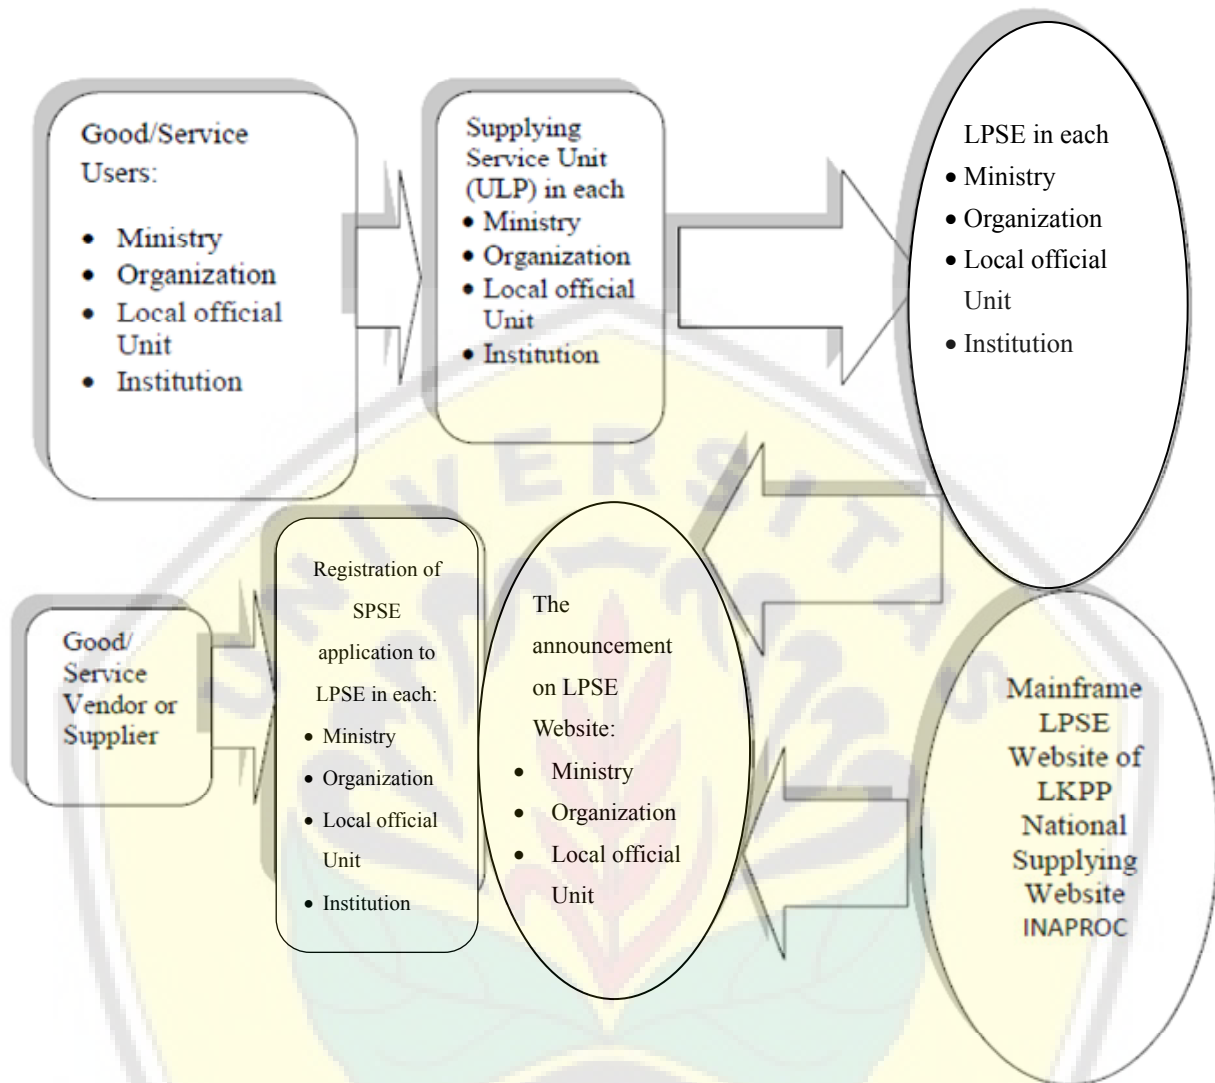 Good/Service
Users:
• Ministry
• Organization
• Local official
Unit
• Institution
Supplying
Service Unit
(ULP) in each
• Ministry
• Organization
• Local official
Unit
• Institution
LPSE in each
• Ministry
• Organization
• Local official
Unit
• Institution
Good/
Service
Vendor or
Supplier
Registration of
SPSE
application to
LPSE in each:
• Ministry
• Organization
• Local official
Unit
• Institution
The
announcement
on LPSE
Website:
• Ministry
• Organization
• Local official
Unit
Mainframe
LPSE
Website of
LKPP
National
Supplying
Website
INAPROC
UNIVERSITAS